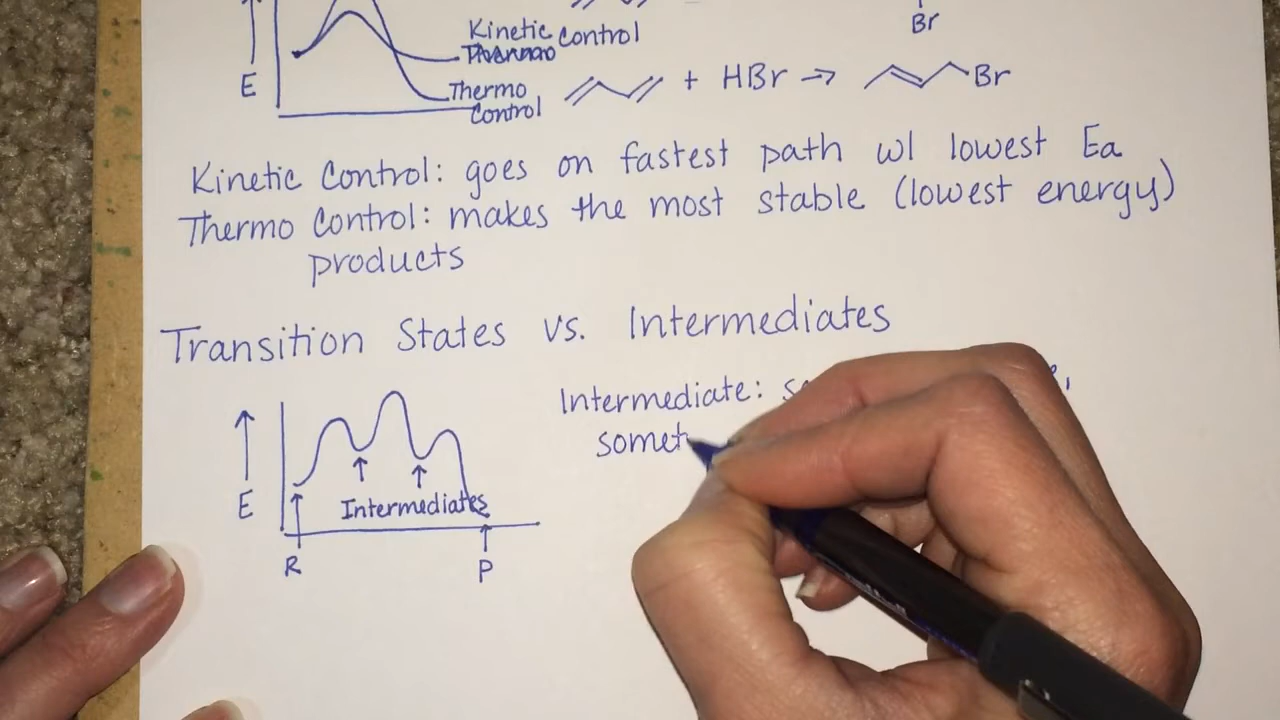 Br
Kinetic Control
E
Thermo
Control
+ HBr → Br
Kinetic Control: goes on fastest path w/ lowest Ea
Thermo Control: makes the most stable (lowest energy)
products
Transition States vs. Intermediates
Intermediate:
E
Intermediates
R
P